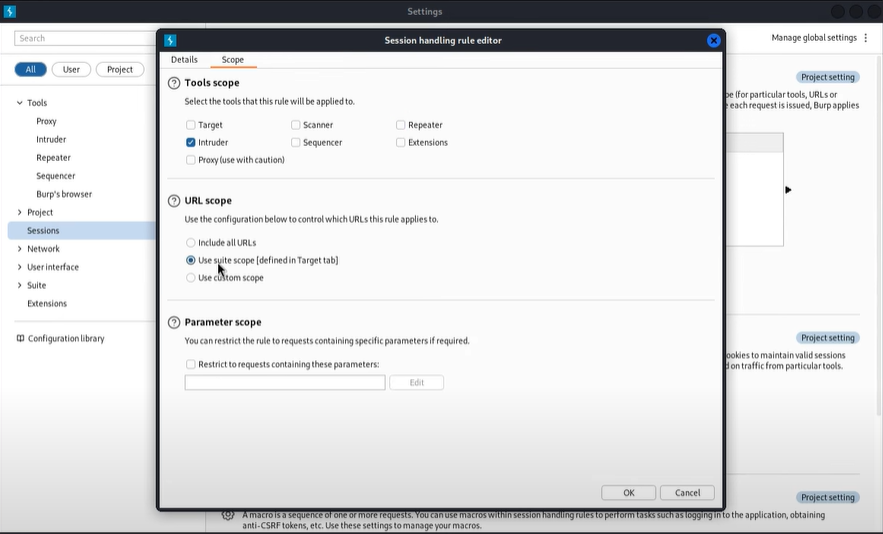 Settings
Search
Manage global settings
All
User
Project
Tools
Proxy
Intruder
Repeater
Sequencer
Burp's browser
Project
Sessions
Network
User interface
Suite
Extensions
Configuration library
Session handling rule editor
Details
Scope
Tools scope
Select the tools that this rule will be applied to.
Target
Scanner
Repeater
Intruder
Sequencer
Extensions
Proxy (use with caution)
URL scope
Use the configuration below to control which URLs this rule applies to.
Include all URLs
Use suite scope [defined in Target tab]
Use custom scope
Parameter scope
You can restrict the rule to requests containing specific parameters if required.
Restrict to requests containing these parameters:
Edit
OK
Cancel
Project setting
(for particular tools, URLs or
each request is issued, Burp applies
Project setting
ookies to maintain valid sessions
on traffic from particular tools.
Project setting
A macro is a sequence of one or more requests. You can use macros within session handling rules to perform tasks such as logging in to the application, obtaining
anti-CSRF tokens, etc. Use these settings to manage your macros.